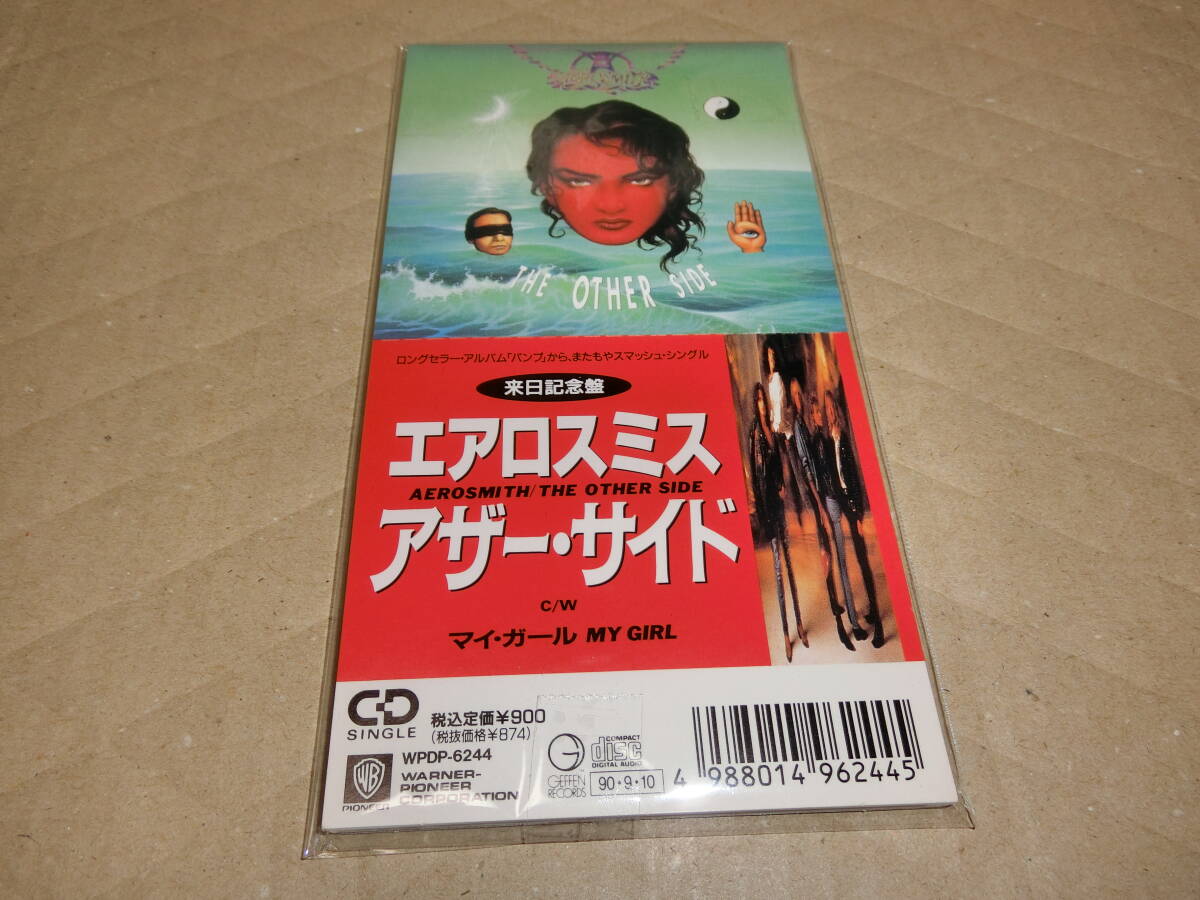 AEROSMITH
THE OTHER SIDE
ロングセラー・アルバム「パンプ」から、またもやスマッシュ・シングル
来日記念盤
エアロスミス
AEROSMITH/THE OTHER SIDE
アザー・サイド
C/W
マイ・ガール MY GIRL
CD
SINGLE
税込定価¥900
(税抜価格¥874)
WPDP-6244
WB
PIONEER
WARNER-
PIONEER
CORPORATION
G
GEFFEN
RECORDS
COMPACT
disc
DIGITAL AUDIO
90・9・10
4 988014 962445